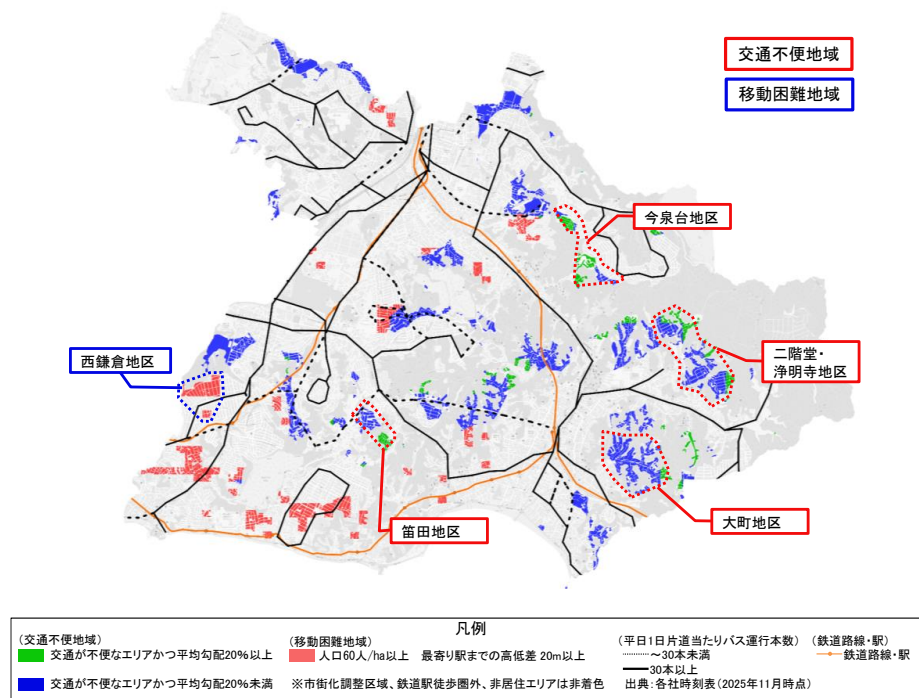 交通不便地域
移動困難地域
今泉台地区
二階堂・
浄明寺地区
西鎌倉地区
大町地区
笛田地区
凡例
(交通不便地域)
交通が不便なエリアかつ平均勾配20%以上
交通が不便なエリアかつ平均勾配20%未満
(移動困難地域)
人口60人/ha以上 最寄り駅までの高低差 20m以上
※市街化調整区域、鉄道駅徒歩圏外、非居住エリアは非着色
(平日1日片道当たりバス運行本数)
~30本未満
30本以上
出典:各社時刻表(2025年11月時点)
(鉄道路線・駅)
鉄道路線・駅